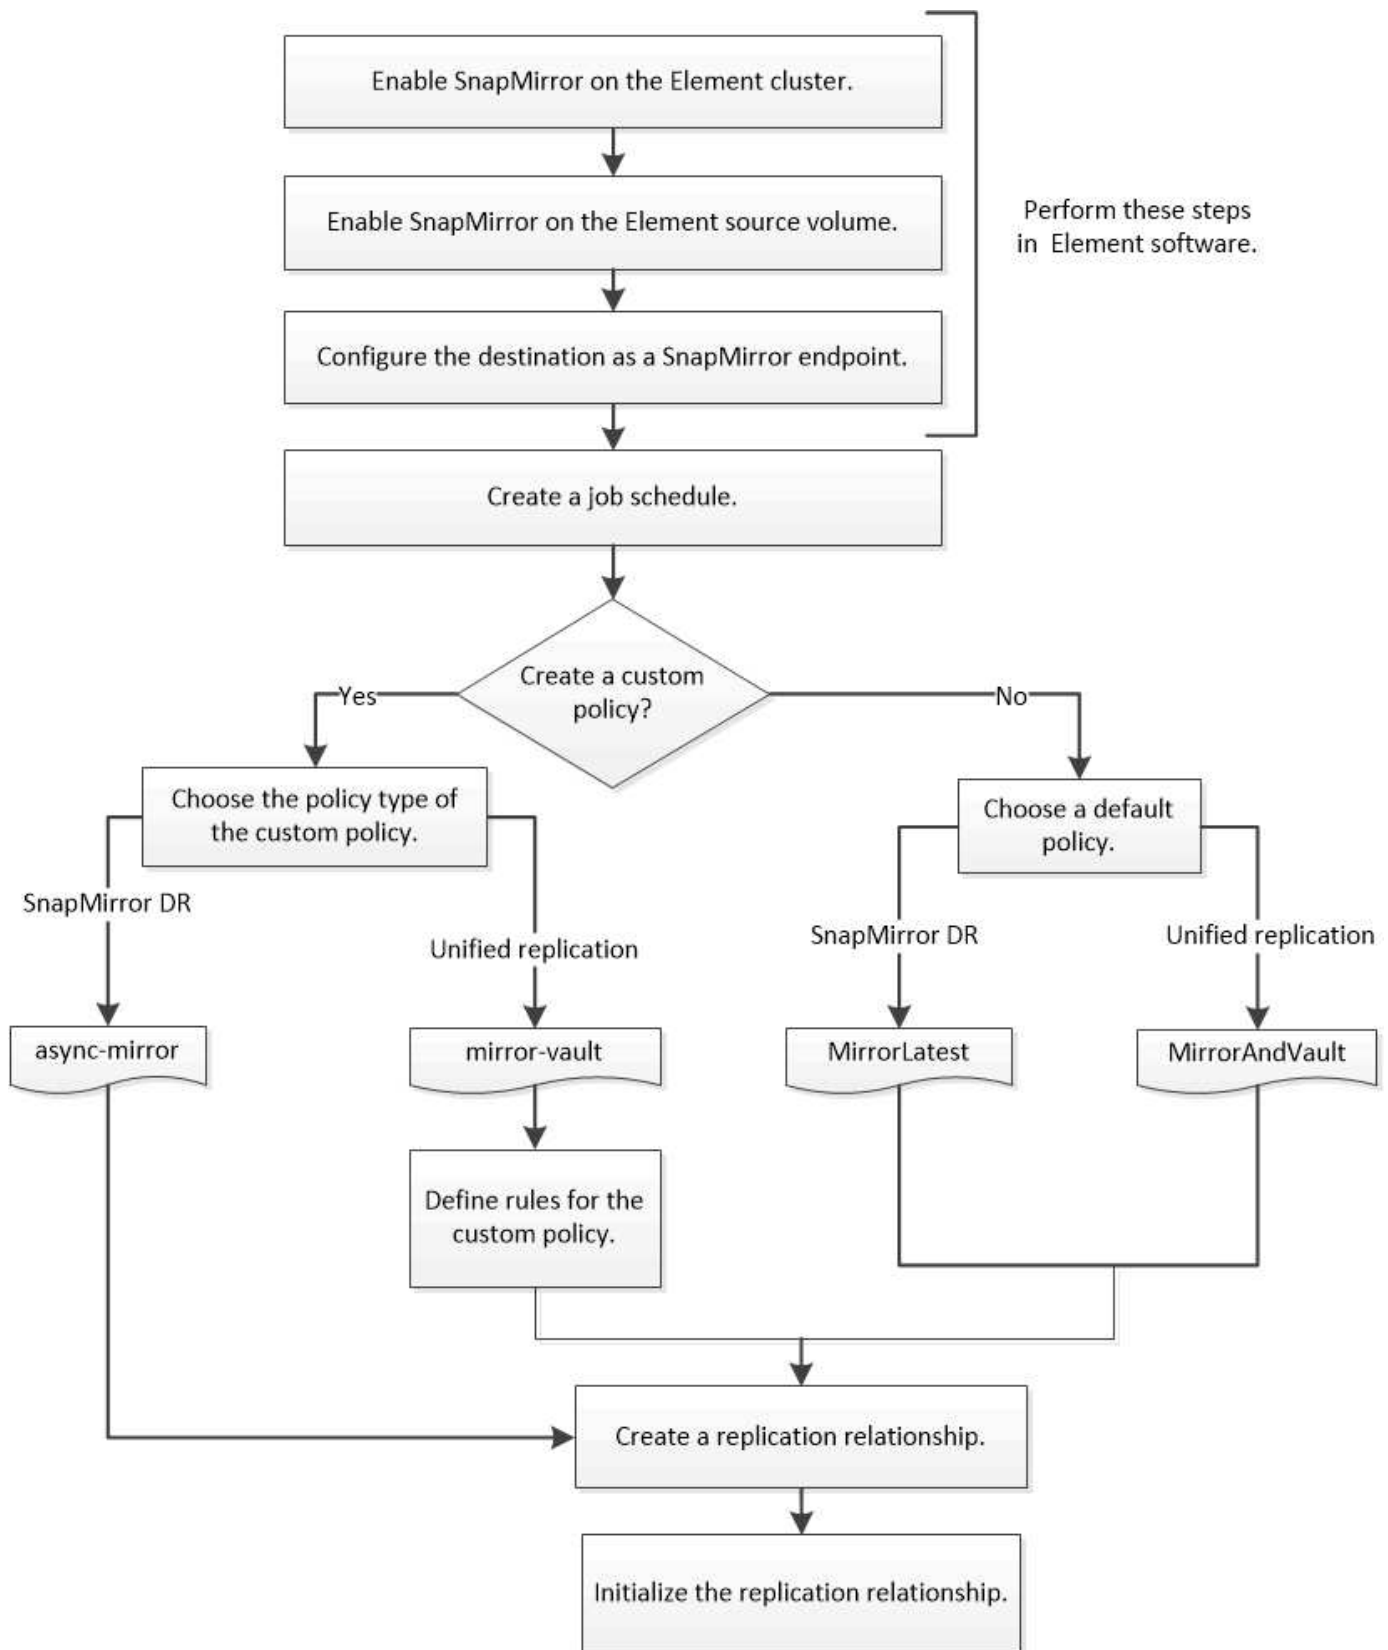 Enable SnapMirror on the Element cluster.
Enable SnapMirror on the Element source volume.
Perform these steps
in Element software.
Configure the destination as a SnapMirror endpoint.
Create a job schedule.
Create a custom
policy?
Yes
No
Choose the policy type of
the custom policy.
Choose a default
policy.
SnapMirror DR
Unified replication
SnapMirror DR
Unified replication
async-mirror
mirror-vault
MirrorLatest
MirrorAndVault
Define rules for the
custom policy.
Create a replication relationship.
Initialize the replication relationship.